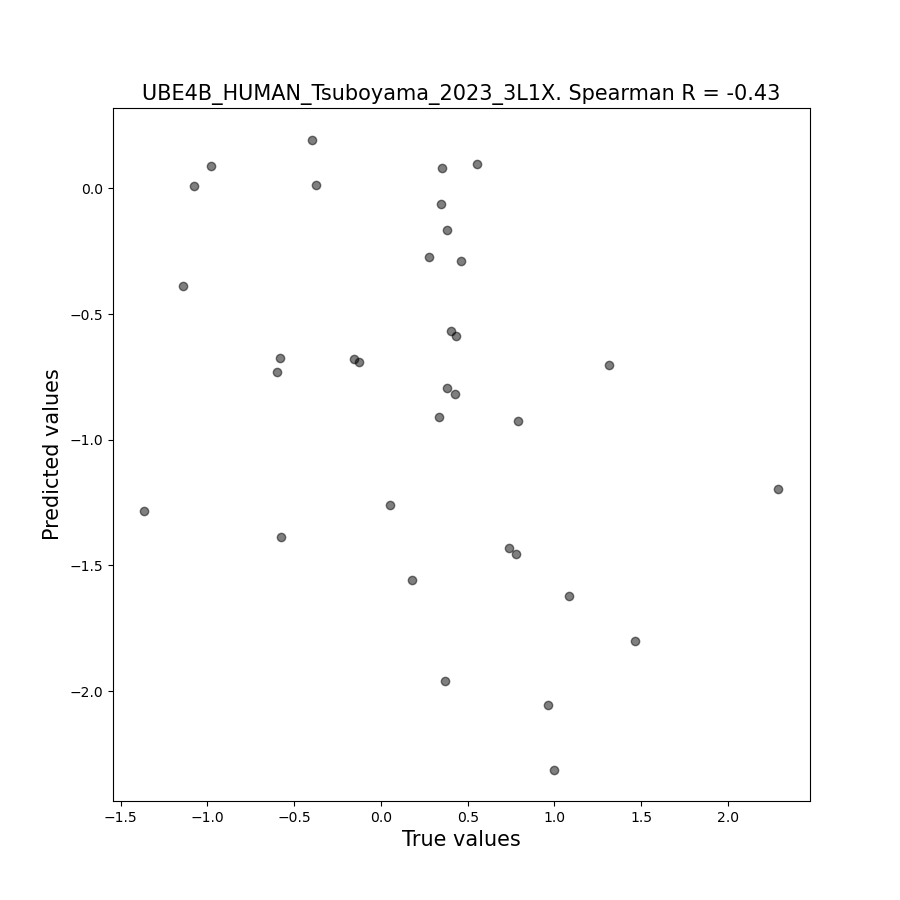 UBE4B_HUMAN_Tsuboyama_2023_3L1X. Spearman R = -0.43
0.0
−0.5
−1.0
−1.5
−2.0
Predicted values
−1.5 −1.0 −0.5 0.0 0.5 1.0 1.5 2.0
True values